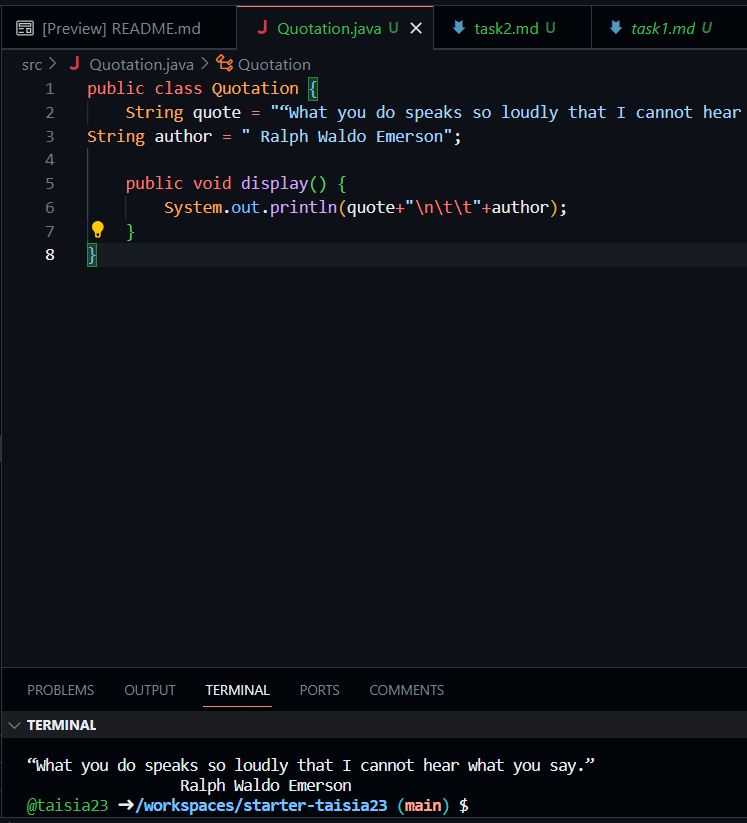 [Preview] README.md J Quotation.java U × task2.md U task1.md U
src > J Quotation.java > Quotation
1 public class Quotation {
2     String quote = "“What you do speaks so loudly that I cannot hear
3 String author = " Ralph Waldo Emerson";
4
5     public void display() {
6         System.out.println(quote+"\n\t\t"+author);
7     }
8 }
PROBLEMS OUTPUT TERMINAL PORTS COMMENTS
TERMINAL
“What you do speaks so loudly that I cannot hear what you say.”
                Ralph Waldo Emerson
@taisia23 ➜/workspaces/starter-taisia23 (main) $